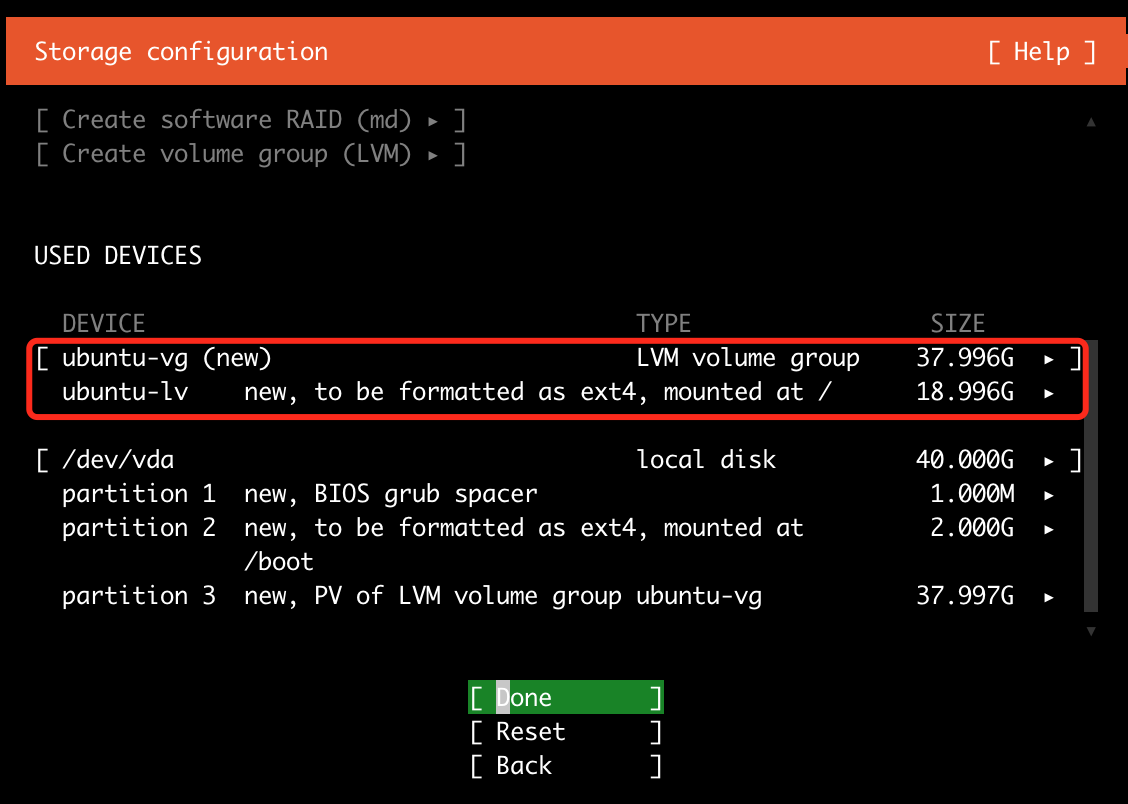 Storage configuration [ Help ]
[ Create software RAID (md) ▸ ]
[ Create volume group (LVM) ▸ ]
USED DEVICES
DEVICE TYPE SIZE
[ ubuntu-vg (new) LVM volume group 37.996G ▸ ]
ubuntu-lv new, to be formatted as ext4, mounted at / 18.996G ▸
[ /dev/vda local disk 40.000G ▸ ]
partition 1 new, BIOS grub spacer 1.000M ▸
partition 2 new, to be formatted as ext4, mounted at 2.000G ▸
/boot
partition 3 new, PV of LVM volume group ubuntu-vg 37.997G ▸
[ Done ]
[ Reset ]
[ Back ]